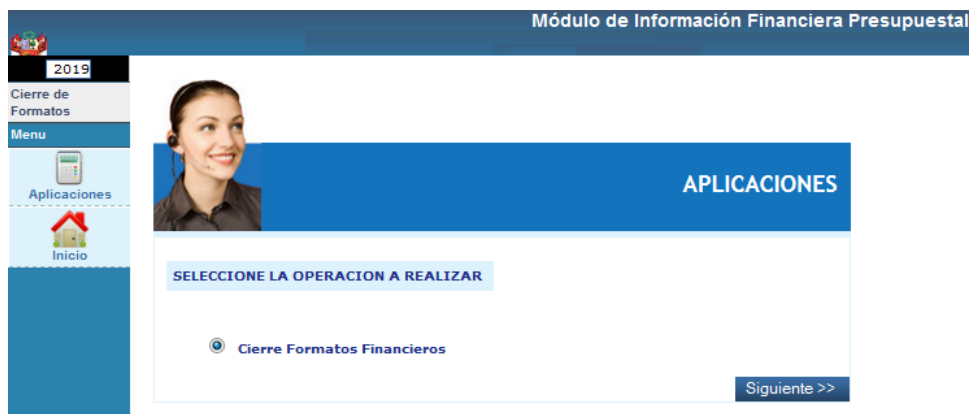 Módulo de Información Financiera Presupuestal
2019
Cierre de
Formatos
Menu
Aplicaciones
Inicio
APLICACIONES
SELECCIONE LA OPERACION A REALIZAR
Cierre Formatos Financieros
Siguiente >>